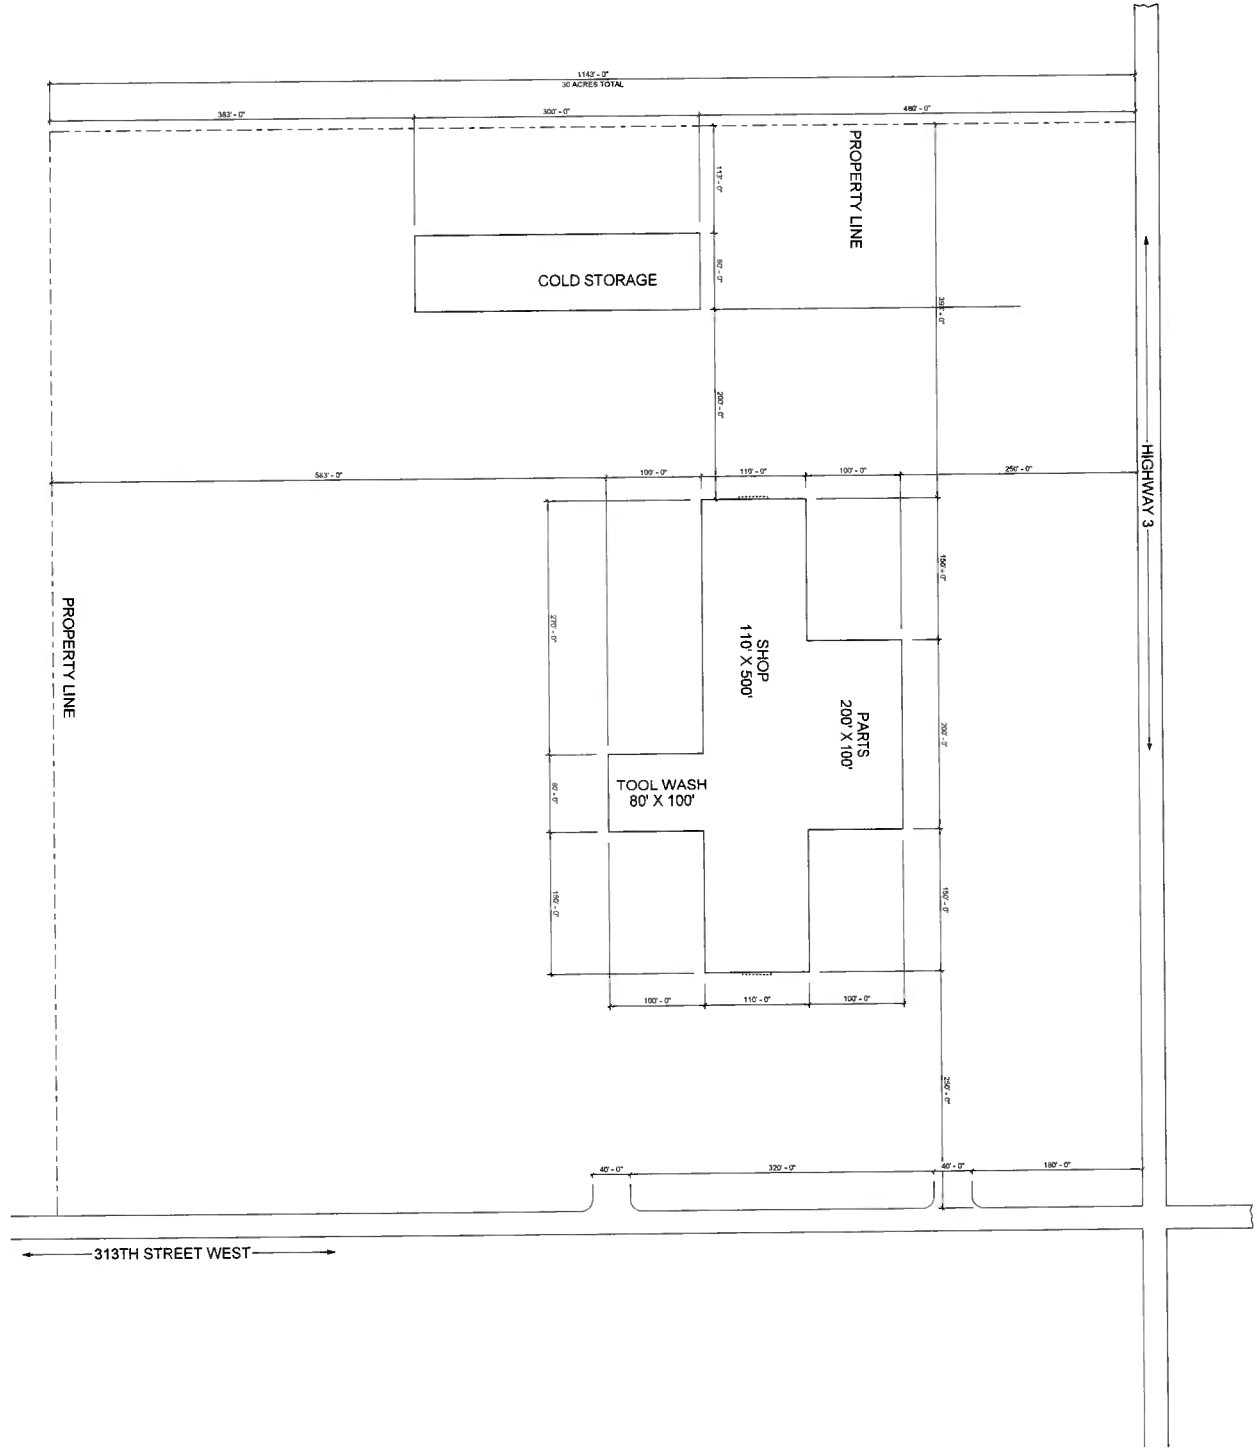 1143' - 0"
30 ACRES TOTAL
383' - 0"
300' - 0"
460' - 0"
PROPERTY LINE
113' - 0"
COLD STORAGE
80' - 0"
393' - 0"
200' - 0"
HIGHWAY 3
583' - 0"
100' - 0"
110' - 0"
100' - 0"
250' - 0"
150' - 0"
270' - 0"
PROPERTY LINE
SHOP
110' X 500'
PARTS
200' X 100'
200' - 0"
TOOL WASH
80' X 100'
80' - 0"
150' - 0"
150' - 0"
100' - 0"
110' - 0"
100' - 0"
250' - 0"
40' - 0"
320' - 0"
40' - 0"
180' - 0"
313TH STREET WEST